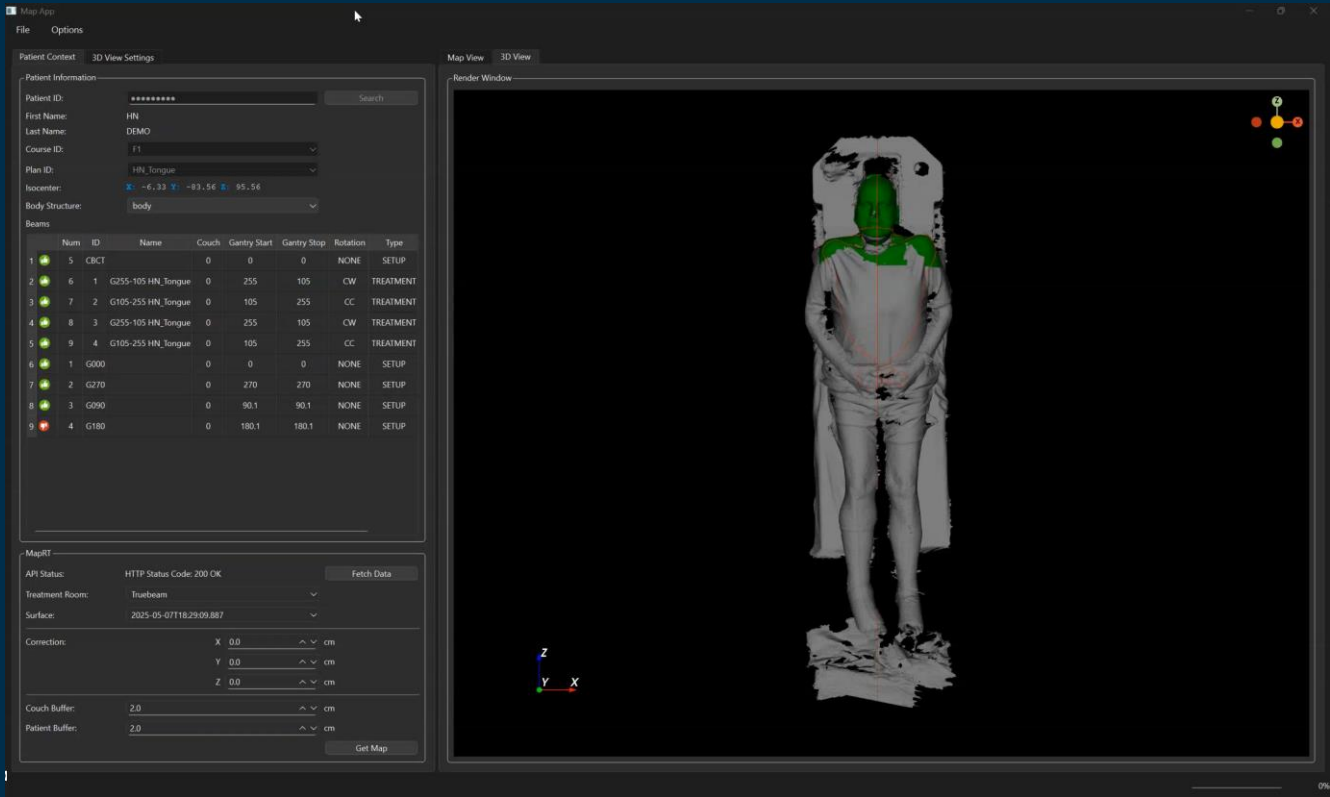 Map App
File Options
Patient Context 3D View Settings
Map View 3D View
Patient Information
Patient ID: ●●●●●●●●● Search
First Name: HN
Last Name: DEMO
Course ID: F1
Plan ID: HN_Tongue
Isocenter: X: -6.33 Y: -83.56 Z: 95.56
Body Structure: body
Beams
Num ID Name Couch Gantry Start Gantry Stop Rotation Type
1 5 CBCT 0 0 0 NONE SETUP
2 6 1 G255-105 HN_Tongue 0 255 105 CW TREATMENT
3 7 2 G105-255 HN_Tongue 0 105 255 CC TREATMENT
4 8 3 G255-105 HN_Tongue 0 255 105 CW TREATMENT
5 9 4 G105-255 HN_Tongue 0 105 255 CC TREATMENT
6 1 G000 0 0 0 NONE SETUP
7 2 G270 0 270 270 NONE SETUP
8 3 G090 0 90.1 90.1 NONE SETUP
9 4 G180 0 180.1 180.1 NONE SETUP
MapRT
API Status: HTTP Status Code: 200 OK Fetch Data
Treatment Room: Truebeam
Surface: 2025-05-07T18:29:09.887
Correction: X 0.0 cm
Y 0.0 cm
Z 0.0 cm
Couch Buffer: 2.0 cm
Patient Buffer: 2.0 cm
Get Map
Render Window
Z
X
Z
Y X
0%